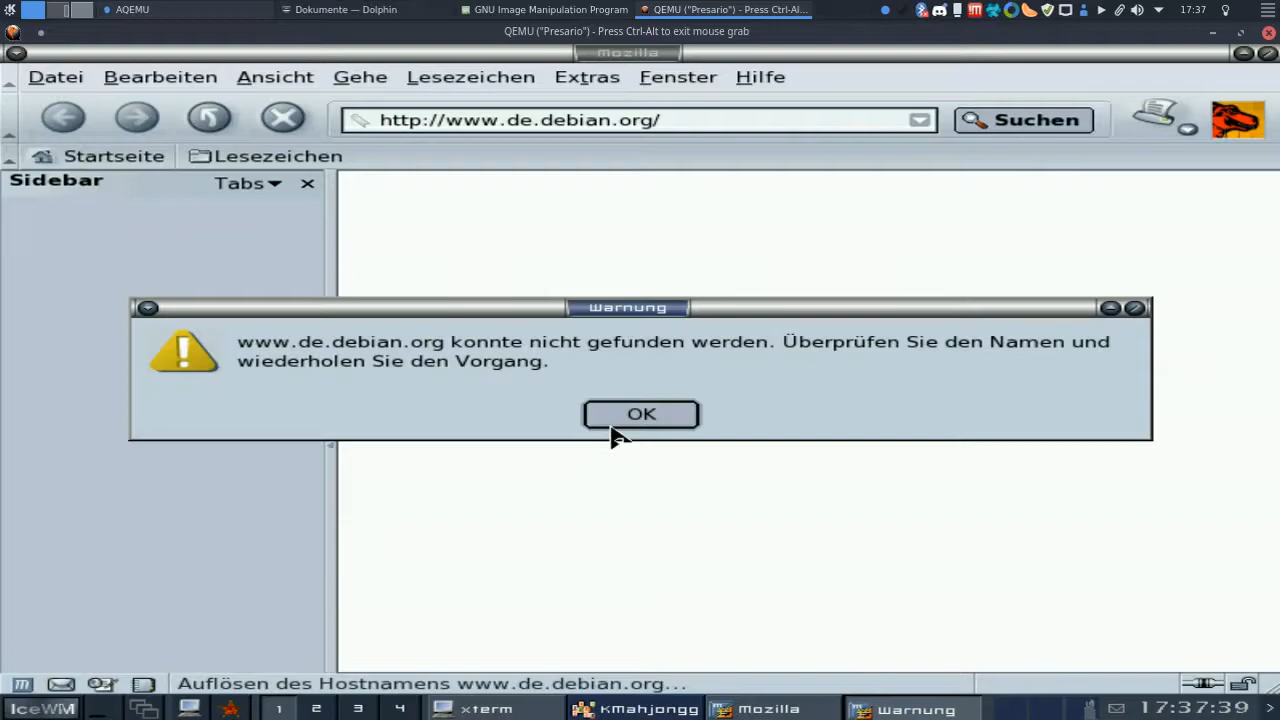 AQEMU
Dokumente — Dolphin
GNU Image Manipulation Program
QEMU ("Presario") - Press Ctrl-Al...
17:37
QEMU ("Presario") - Press Ctrl-Alt to exit mouse grab
Mozilla
Datei Bearbeiten Ansicht Gehe Lesezeichen Extras Fenster Hilfe
http://www.de.debian.org/
Suchen
Startseite Lesezeichen
Sidebar Tabs
Warnung
www.de.debian.org konnte nicht gefunden werden. Überprüfen Sie den Namen und
wiederholen Sie den Vorgang.
OK
Auflösen des Hostnamens www.de.debian.org...
IceWM 1 2 3 4 xterm KMahjongg Mozilla Warnung 17:37:39